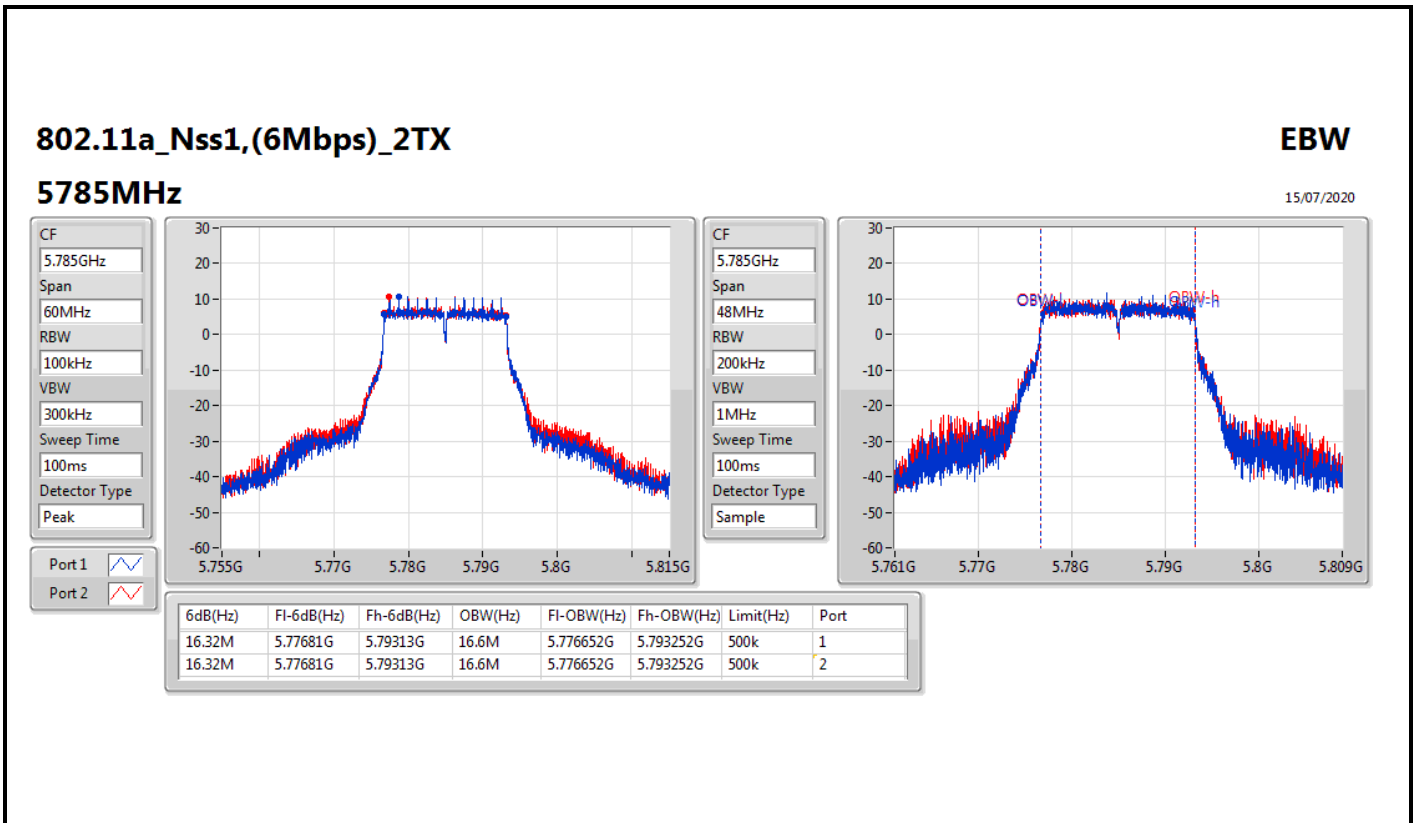 802.11a_Nss1,(6Mbps)_2TX
EBW
5785MHz
15/07/2020
CF
5.785GHz
Span
60MHz
RBW
100kHz
VBW
300kHz
Sweep Time
100ms
Detector Type
Peak
Port 1
Port 2
30
20
10
0
-10
-20
-30
-40
-50
-60
5.755G 5.77G 5.78G 5.79G 5.8G 5.815G
CF
5.785GHz
Span
48MHz
RBW
200kHz
VBW
1MHz
Sweep Time
100ms
Detector Type
Sample
30
20
10
0
-10
-20
-30
-40
-50
-60
OBW-l OBW-h
5.761G 5.77G 5.78G 5.79G 5.8G 5.809G
6dB(Hz) Fl-6dB(Hz) Fh-6dB(Hz) OBW(Hz) Fl-OBW(Hz) Fh-OBW(Hz) Limit(Hz) Port
16.32M 5.77681G 5.79313G 16.6M 5.776652G 5.793252G 500k 1
16.32M 5.77681G 5.79313G 16.6M 5.776652G 5.793252G 500k 2